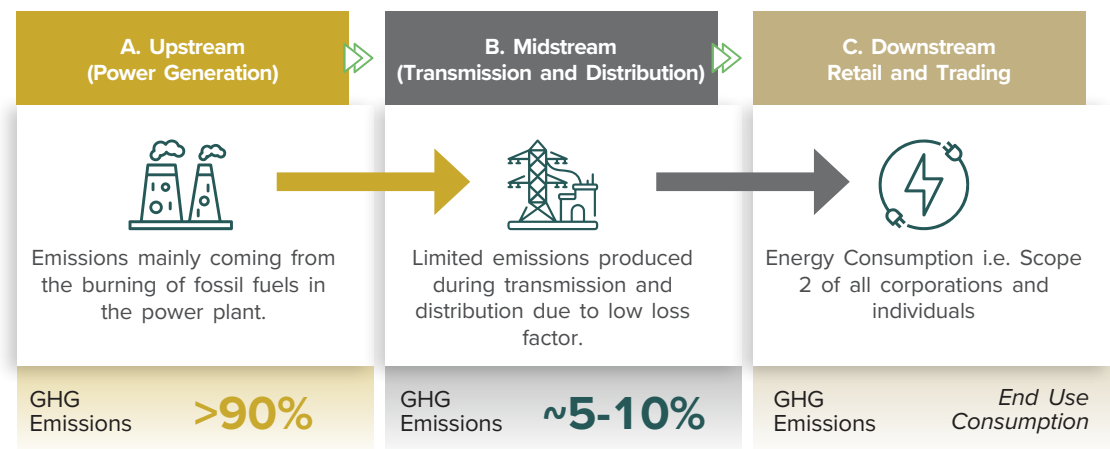 A. Upstream
(Power Generation)
B. Midstream
(Transmission and Distribution)
C. Downstream
Retail and Trading
Emissions mainly coming from
the burning of fossil fuels in
the power plant.
Limited emissions produced
during transmission and
distribution due to low loss
factor.
Energy Consumption i.e. Scope
2 of all corporations and
individuals
GHG
Emissions
>90%
GHG
Emissions
~5-10%
GHG
Emissions
End Use
Consumption